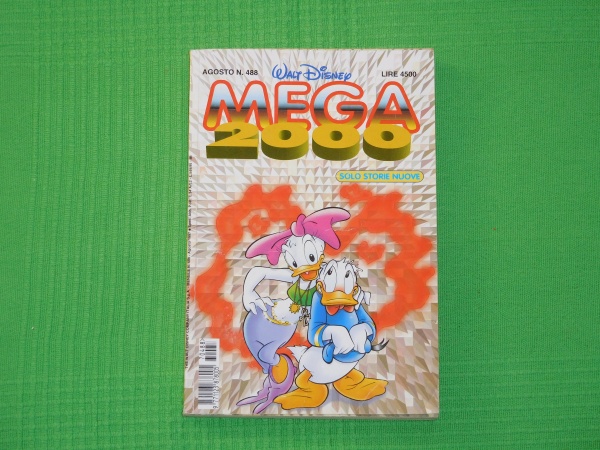 AGOSTO N. 488
WALT DISNEY
LIRE 4500
MEGA
2000
SOLO STORIE NUOVE